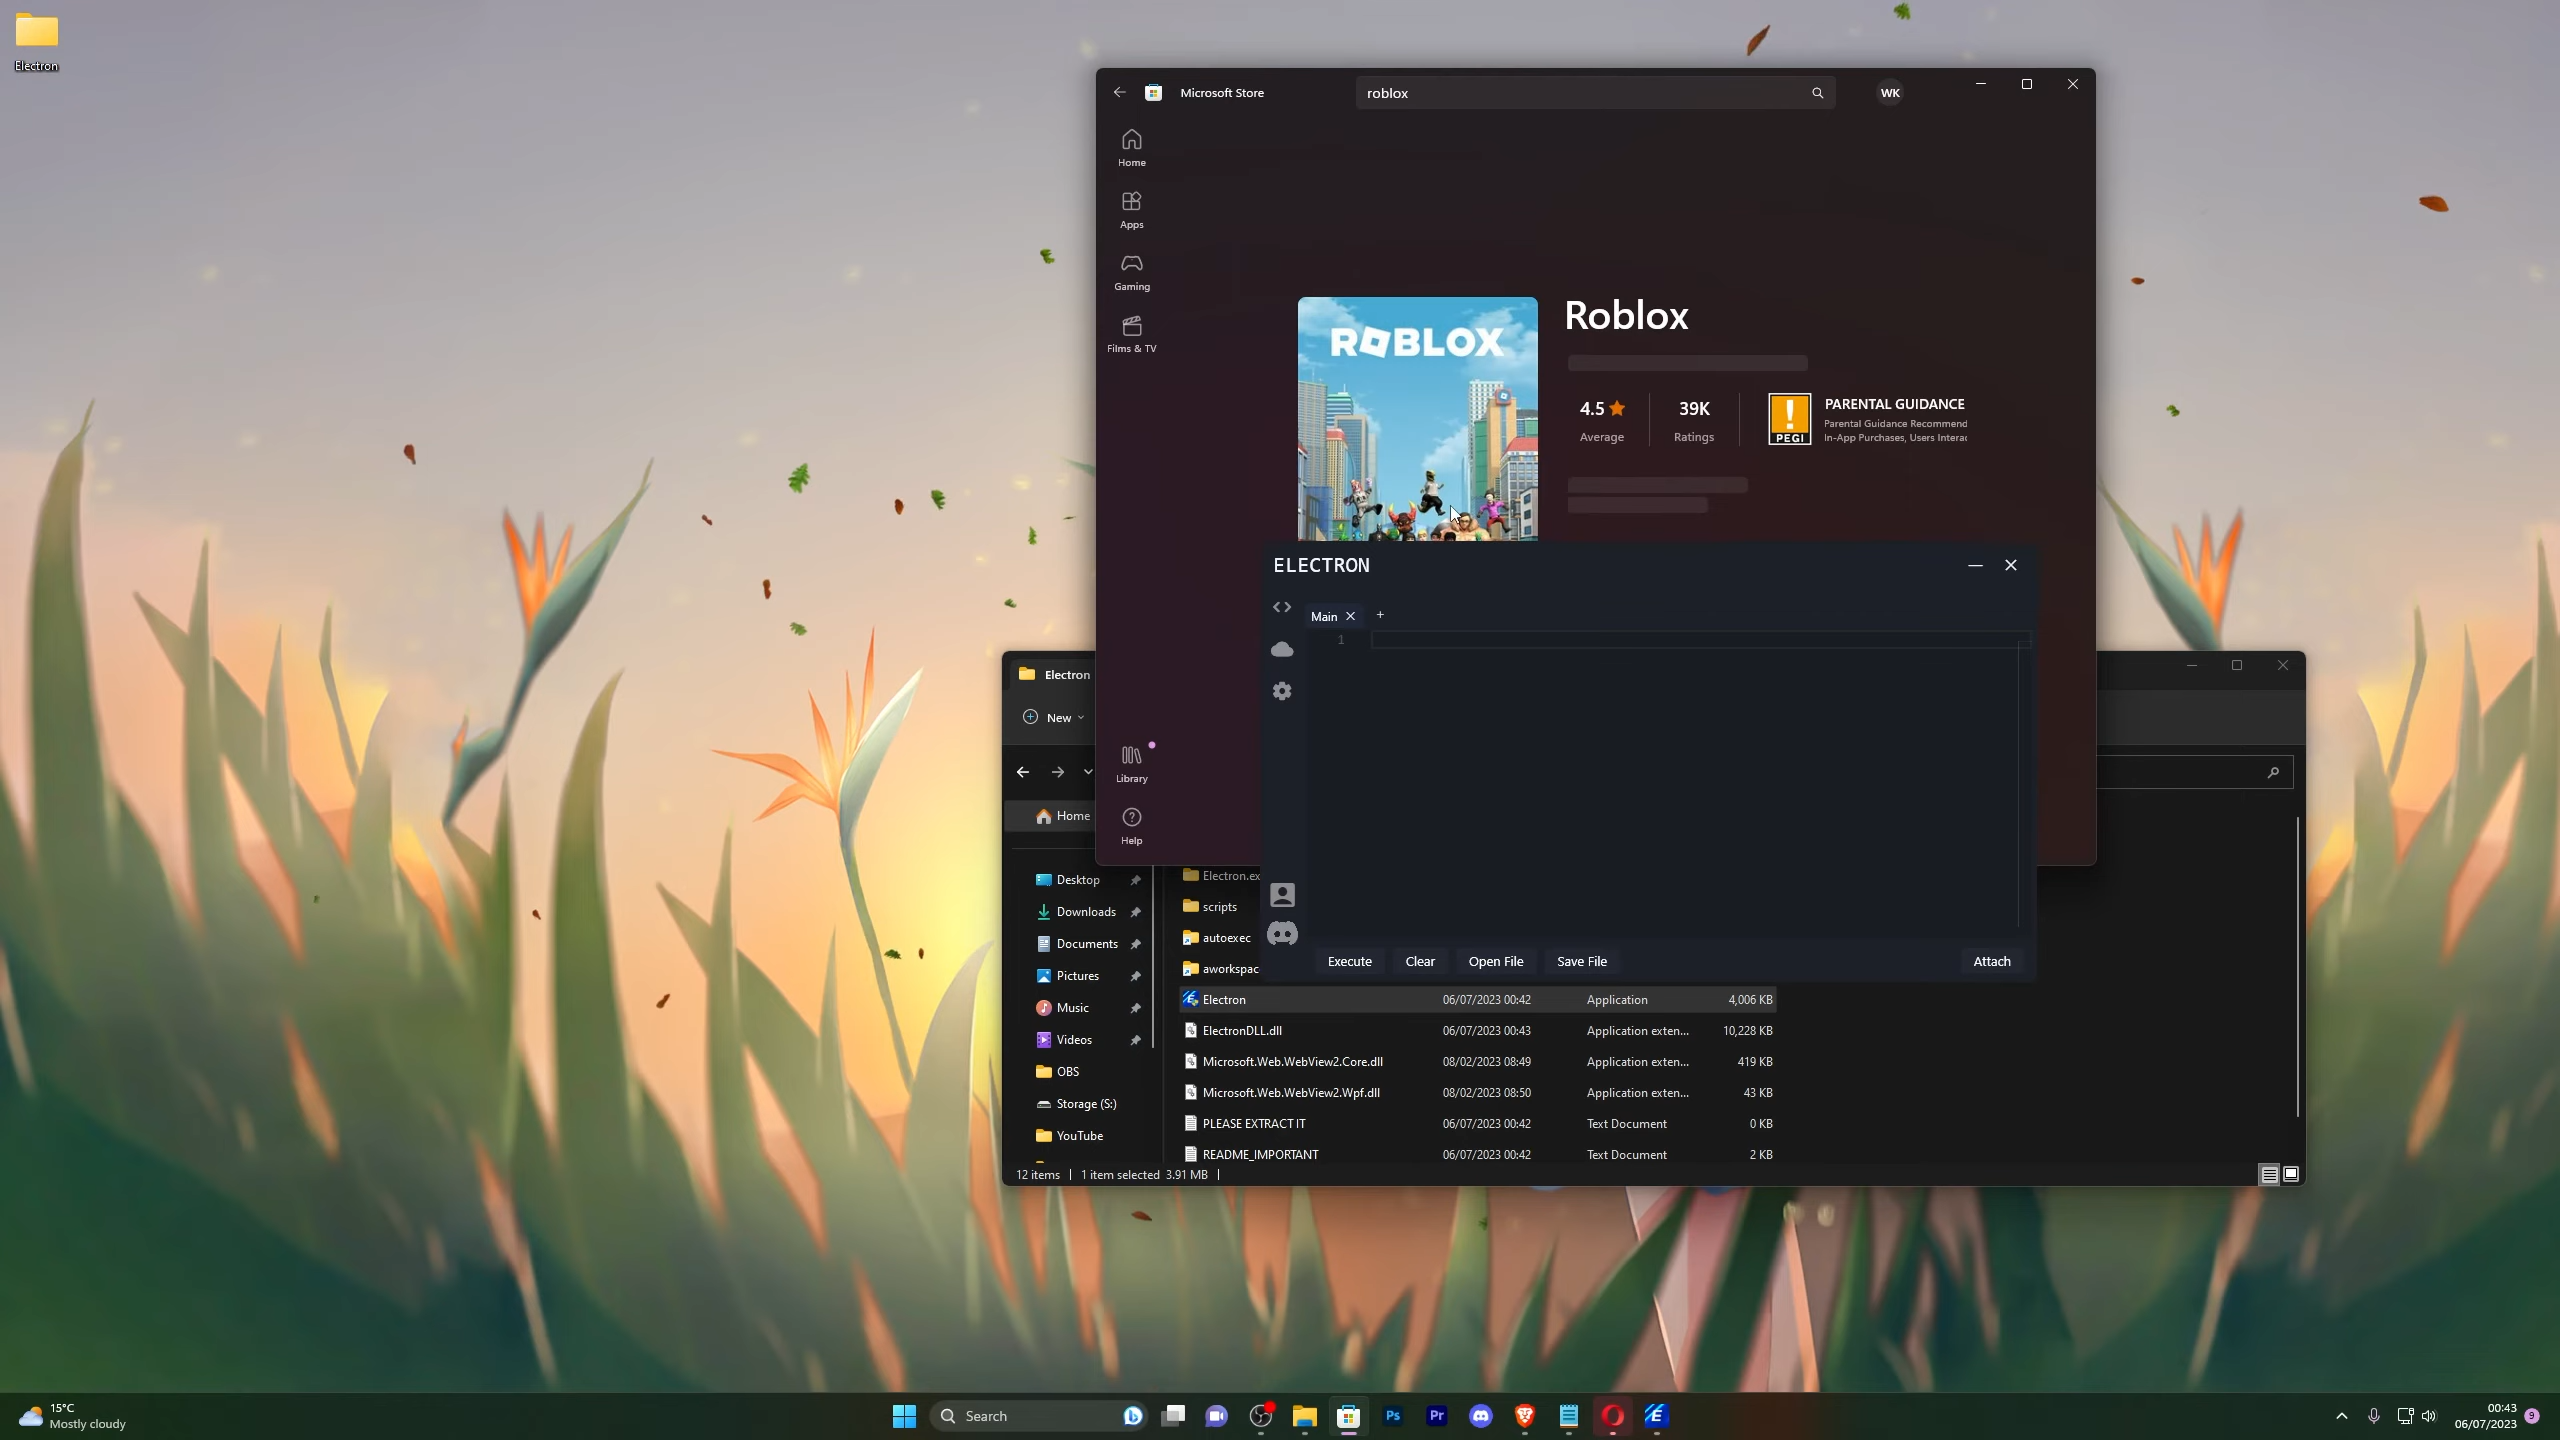 Electron
Microsoft Store
roblox
WK
Home
Apps
Gaming
Films & TV
Library
Help
ROBLOX
Roblox
4.5
Average
39K
Ratings
PEGI
PARENTAL GUIDANCE
Parental Guidance Recommend
In-App Purchases, Users Interac
ELECTRON
Main
1
Execute
Clear
Open File
Save File
Attach
Electron
New
Home
Desktop
Downloads
Documents
Pictures
Music
Videos
OBS
Storage (S:)
YouTube
Electron.ex
scripts
autoexec
aworkspac
Electron 06/07/2023 00:42 Application 4,006 KB
ElectronDLL.dll 06/07/2023 00:43 Application exten... 10,228 KB
Microsoft.Web.WebView2.Core.dll 08/02/2023 08:49 Application exten... 419 KB
Microsoft.Web.WebView2.Wpf.dll 08/02/2023 08:50 Application exten... 43 KB
PLEASE EXTRACT IT 06/07/2023 00:42 Text Document 0 KB
README_IMPORTANT 06/07/2023 00:42 Text Document 2 KB
12 items | 1 item selected 3.91 MB |
15°C
Mostly cloudy
Search
Ps
Pr
00:43
06/07/2023
9